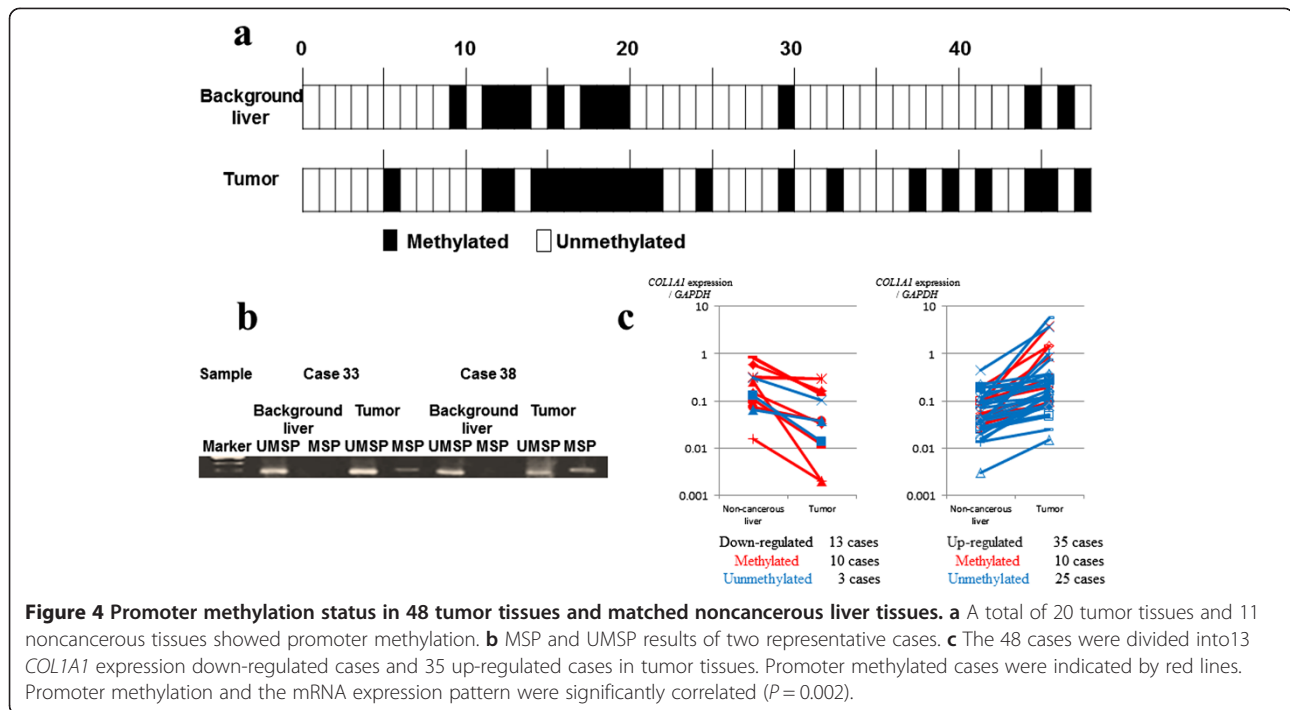 a
0 10 20 30 40
Background
liver
Tumor
Methylated Unmethylated
b
Sample Case 33 Case 38
Background
liver Tumor Background
liver Tumor
Marker UMSP MSP UMSP MSP UMSP MSP UMSP MSP
c
COL1A1 expression
/ GAPDH
10
1
0.1
0.01
0.001
Non-cancerous
liver
Tumor
Down-regulated 13 cases
Methylated 10 cases
Uunmethylated 3 cases
COL1A1 expression
/ GAPDH
10
1
0.1
0.01
0.001
Non-cancerous
liver
Tumor
Up-regulated 35 cases
Methylated 10 cases
Unmethylated 25 cases
Figure 4 Promoter methylation status in 48 tumor tissues and matched noncancerous liver tissues. a A total of 20 tumor tissues and 11
noncancerous tissues showed promoter methylation. b MSP and UMSP results of two representative cases. c The 48 cases were divided into13
COL1A1 expression down-regulated cases and 35 up-regulated cases in tumor tissues. Promoter methylated cases were indicated by red lines.
Promoter methylation and the mRNA expression pattern were significantly correlated (P = 0.002).